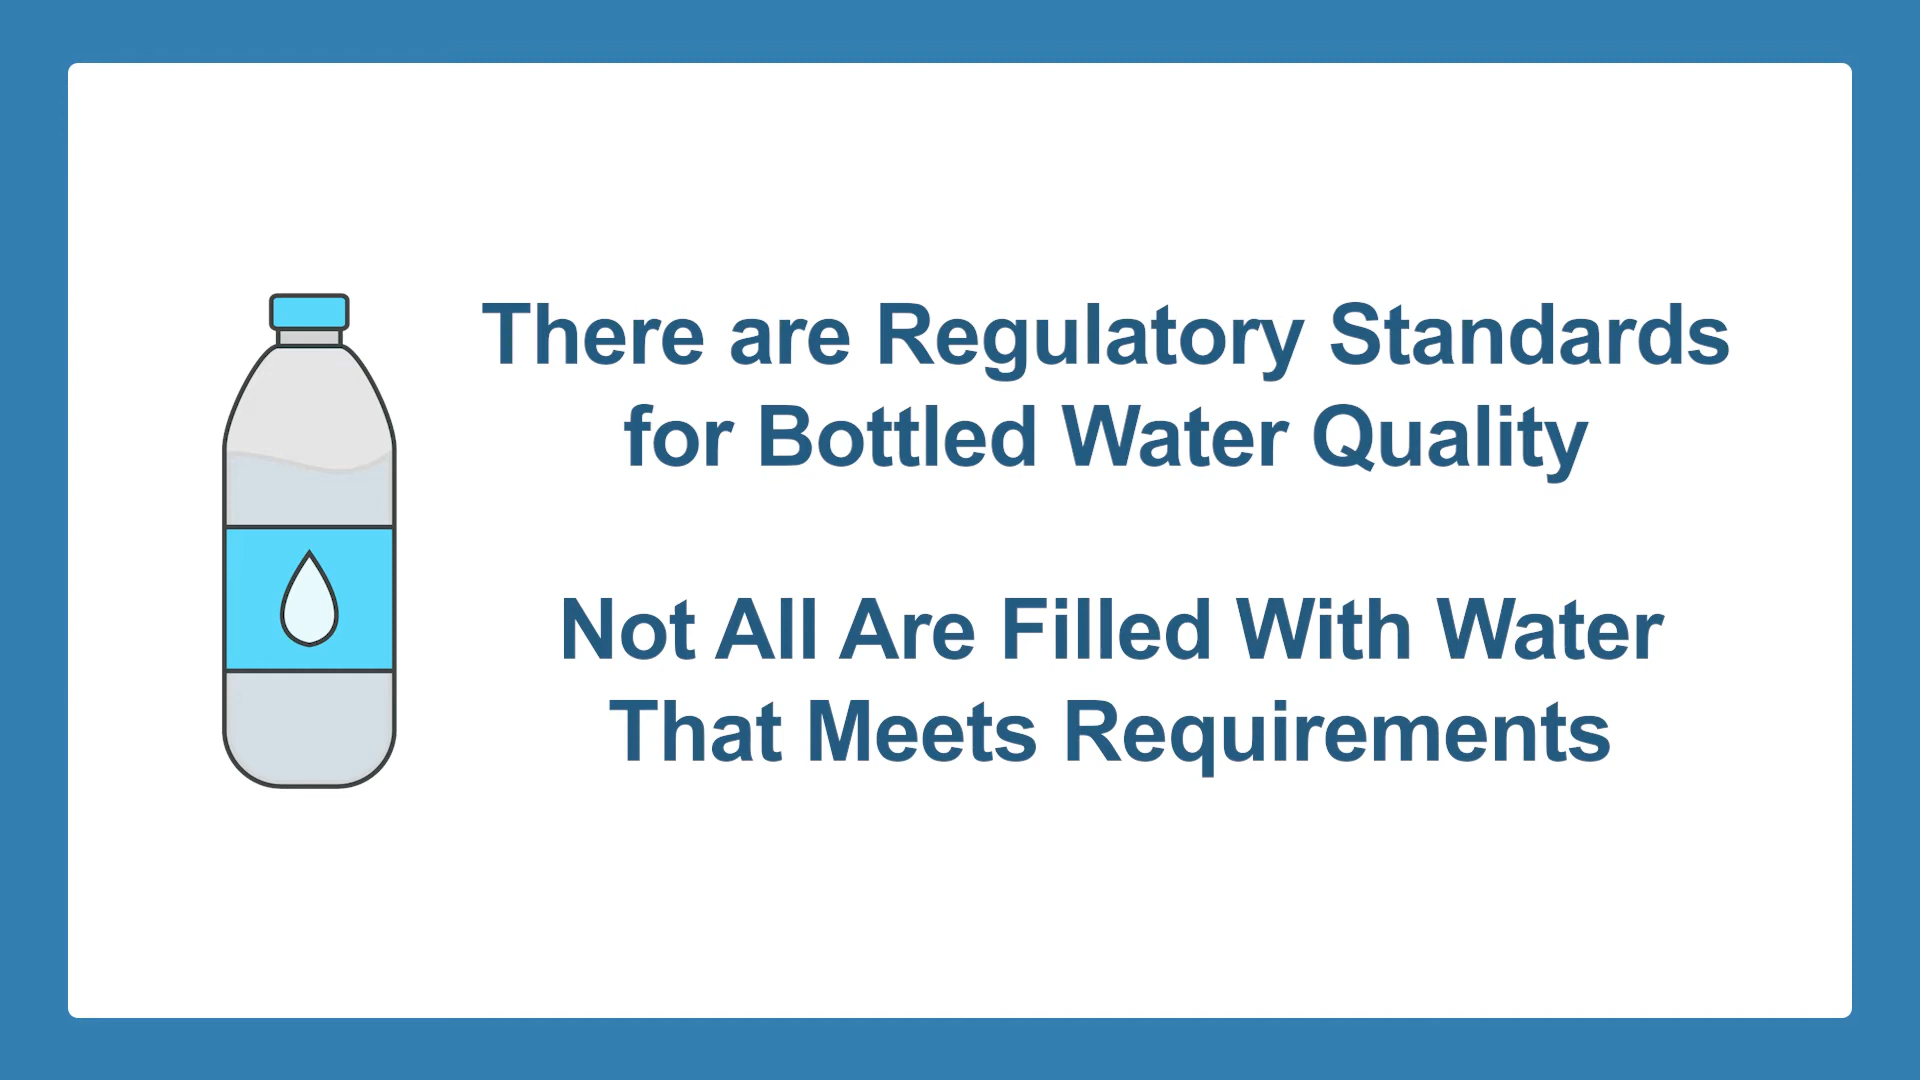 There are Regulatory Standards
for Bottled Water Quality
Not All Are Filled With Water
That Meets Requirements